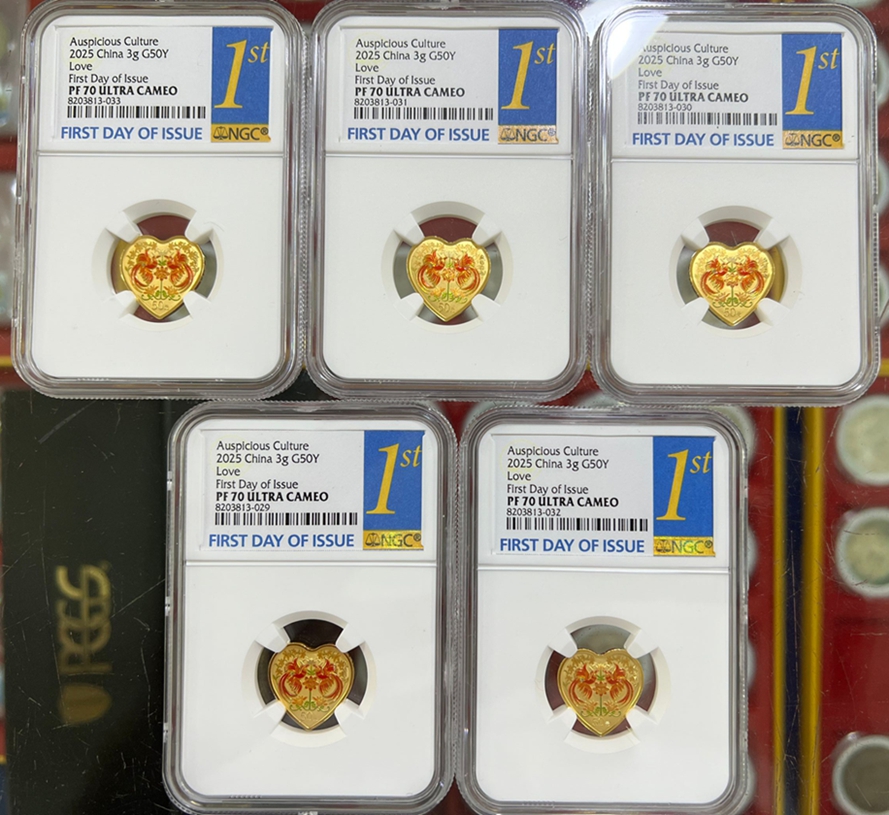 Auspicious Culture
2025 China 3g G50Y
Love
First Day of Issue
PF 70 ULTRA CAMEO
8203813-033
1st
FIRST DAY OF ISSUE
NGC®
Auspicious Culture
2025 China 3g G50Y
Love
First Day of Issue
PF 70 ULTRA CAMEO
8203813-031
1st
FIRST DAY OF ISSUE
NGC®
Auspicious Culture
2025 China 3g G50Y
Love
First Day of Issue
PF 70 ULTRA CAMEO
8203813-030
1st
FIRST DAY OF ISSUE
NGC®
50
50
50
Auspicious Culture
2025 China 3g G50Y
Love
First Day of Issue
PF 70 ULTRA CAMEO
8203813-029
1st
FIRST DAY OF ISSUE
NGC®
Auspicious Culture
2025 China 3g G50Y
Love
First Day of Issue
PF 70 ULTRA CAMEO
8203813-032
1st
FIRST DAY OF ISSUE
NGC®
PCGS